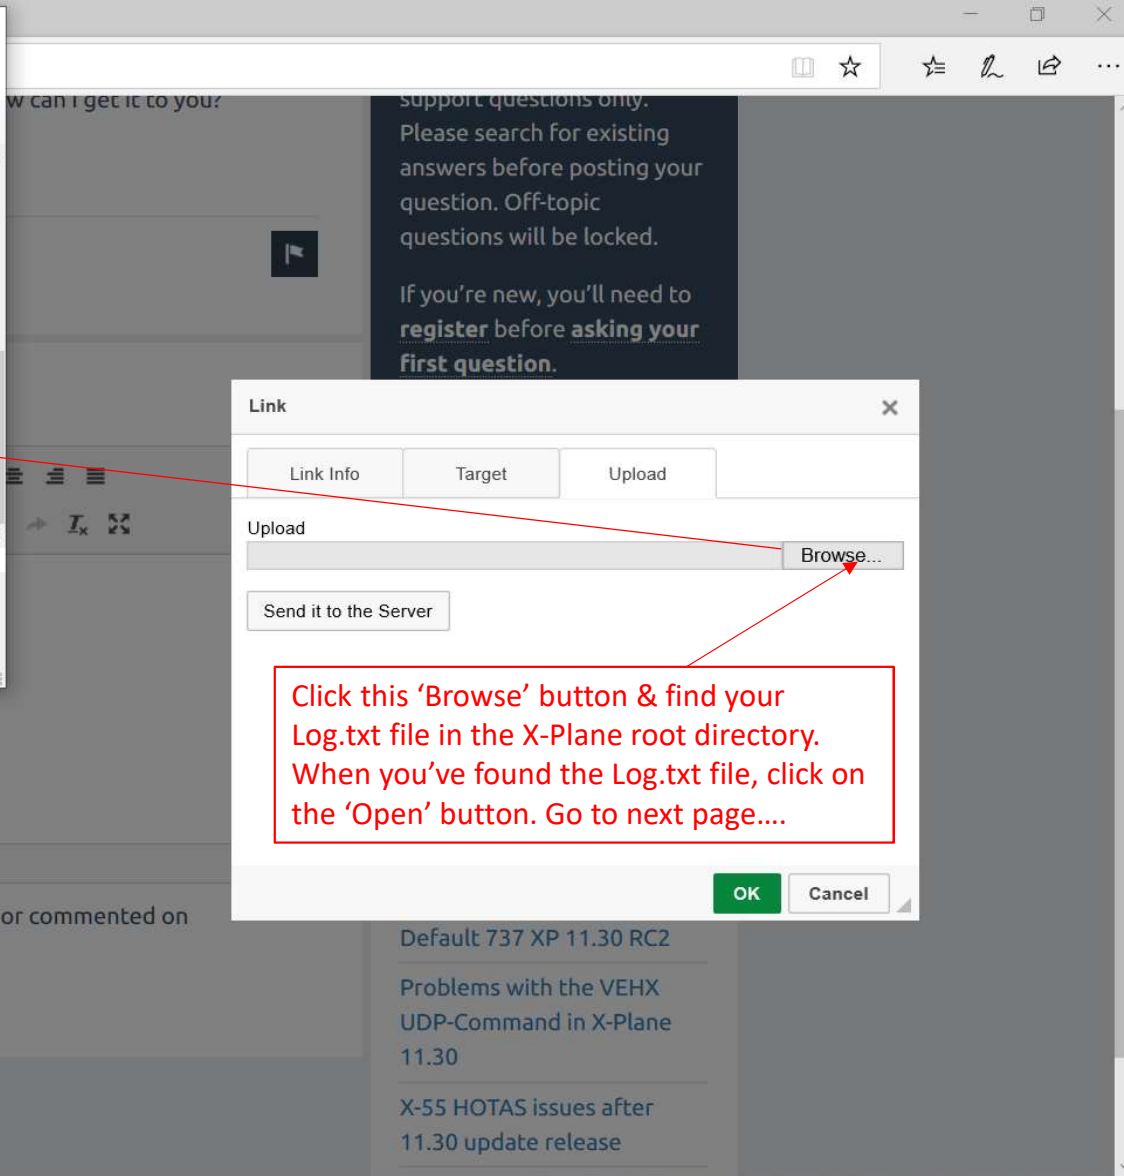 w can I get it to you?
support questions only.
Please search for existing
answers before posting your
question. Off-topic
questions will be locked.
If you’re new, you’ll need to
register before asking your
first question.
Link
Link Info
Target
Upload
Upload
Browse...
Send it to the Server
Click this ‘Browse’ button & find your
Log.txt file in the X-Plane root directory.
When you’ve found the Log.txt file, click on
the ‘Open’ button. Go to next page….
OK
Cancel
or commented on
Default 737 XP 11.30 RC2
Problems with the VEHX
UDP-Command in X-Plane
11.30
X-55 HOTAS issues after
11.30 update release